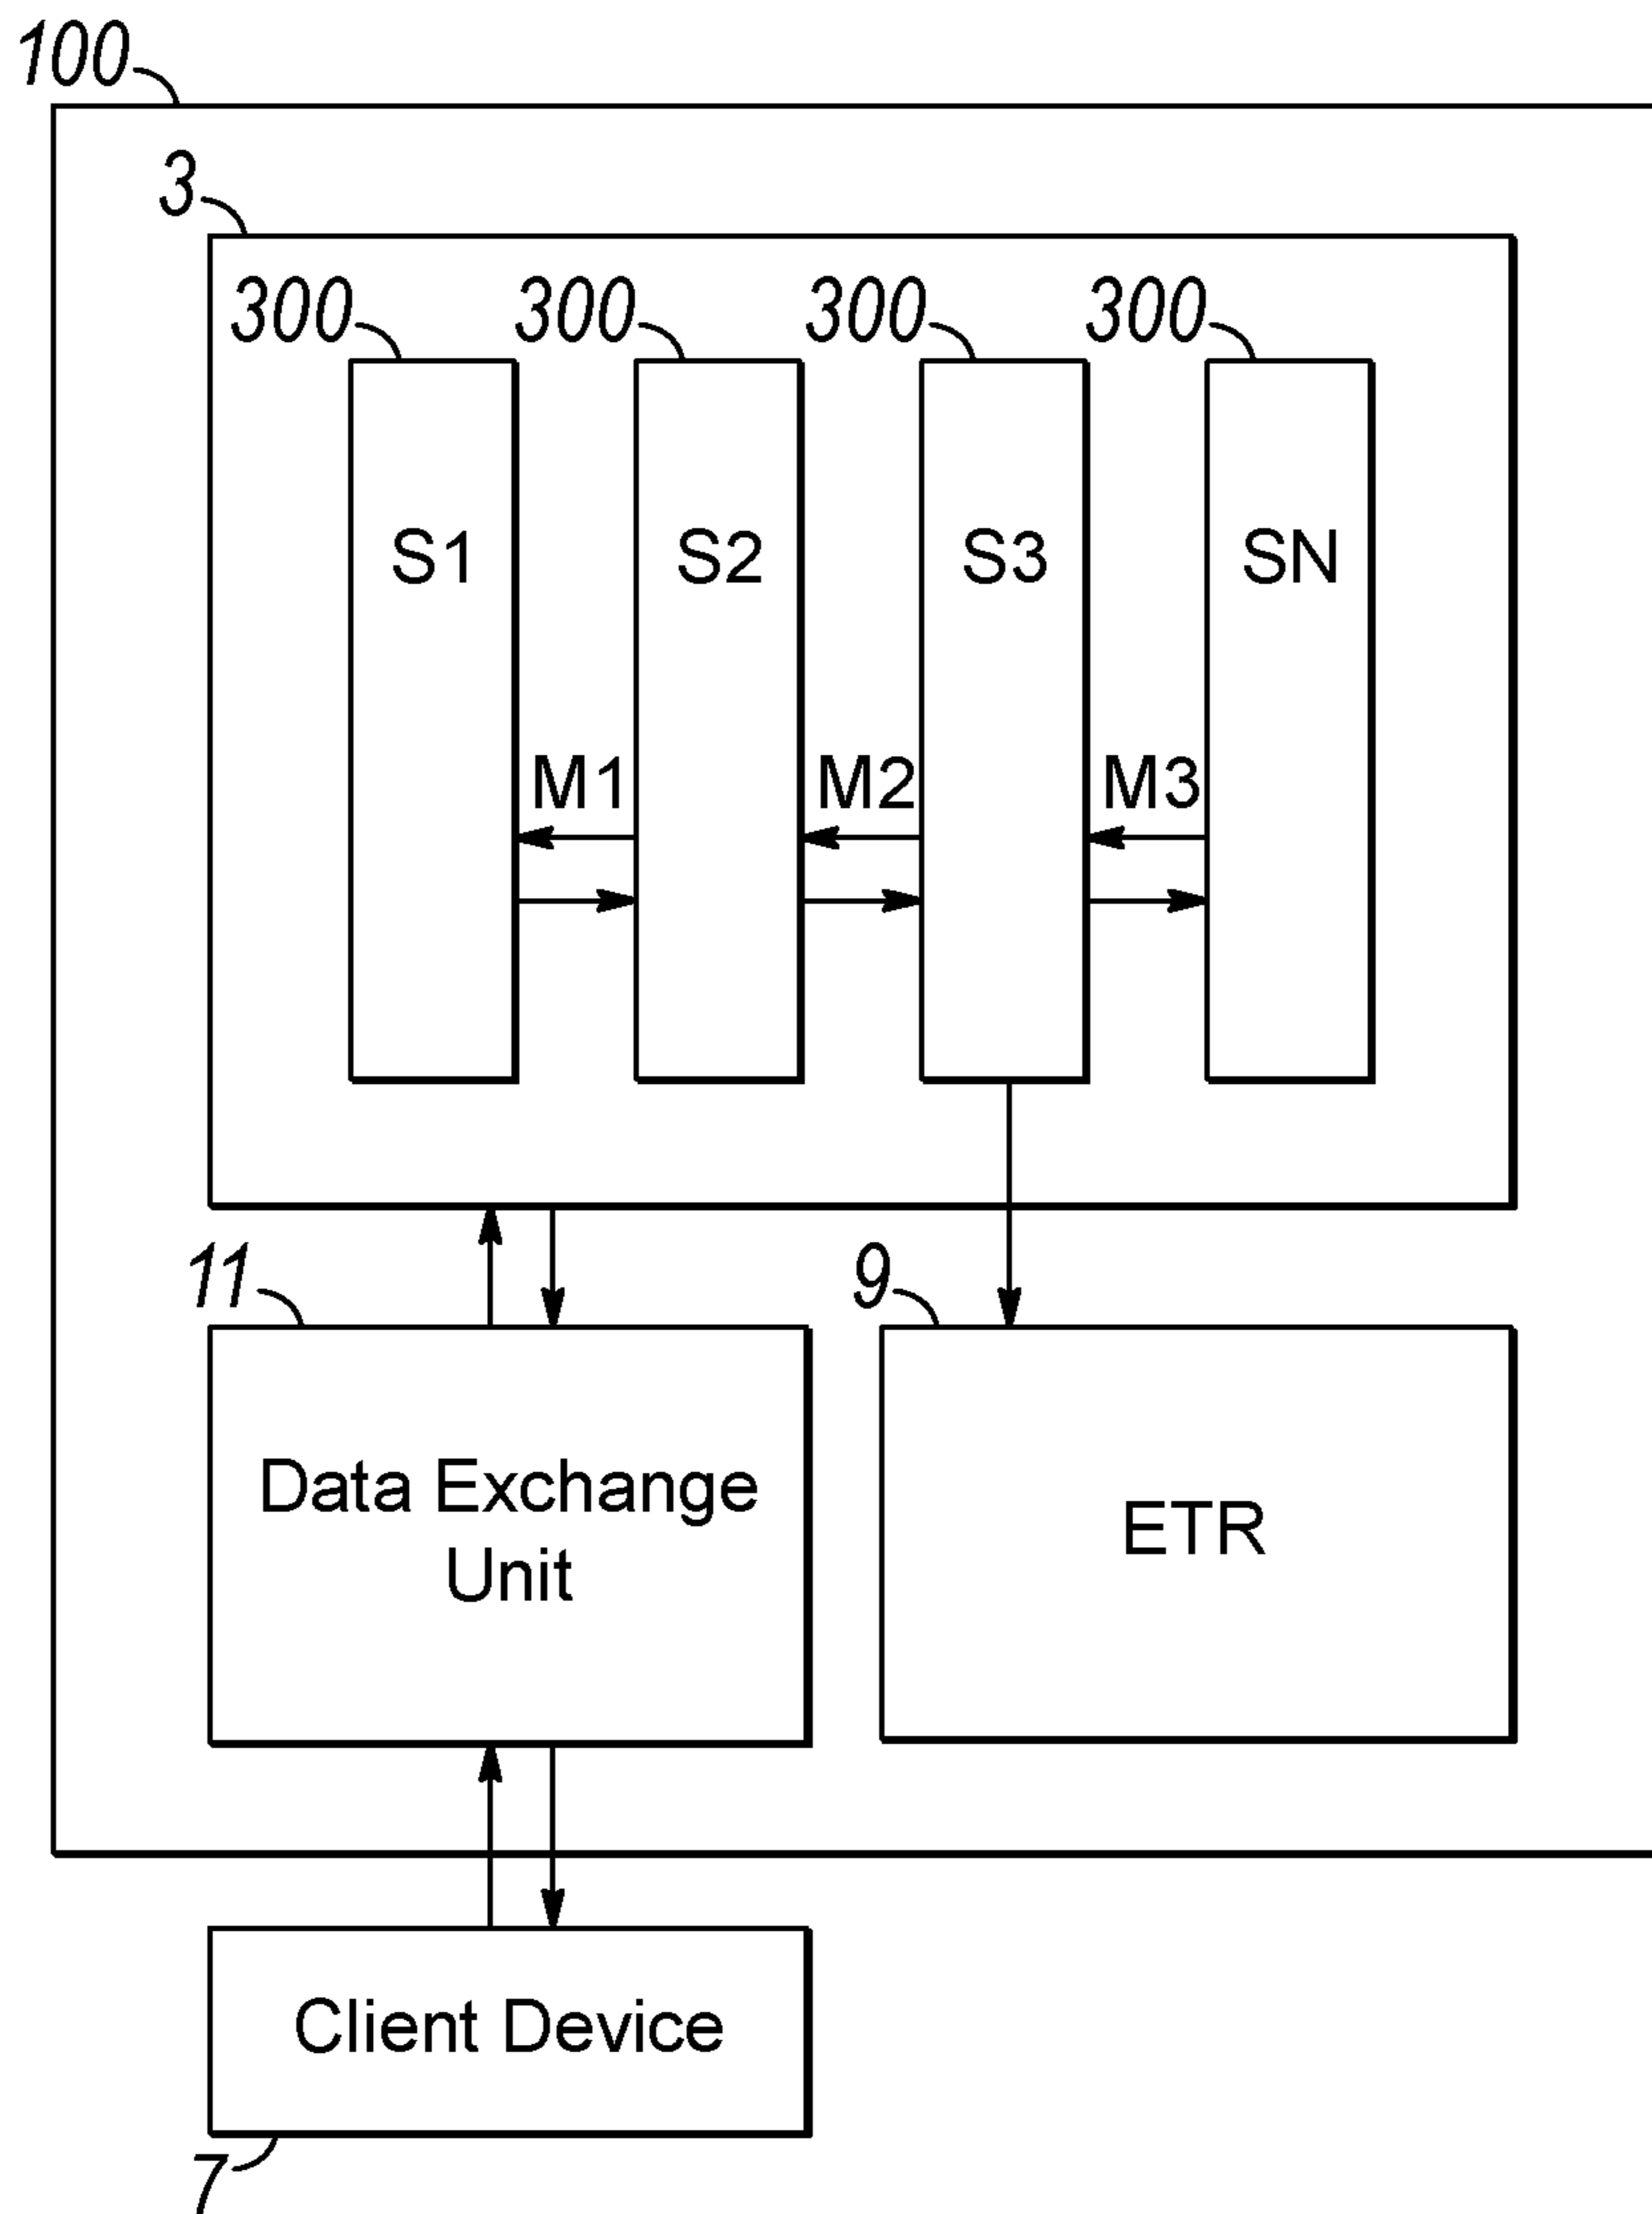 100
3
300 300 300 300
S1 S2 S3 SN
M1 M2 M3
11 9
Data Exchange
Unit
ETR
Client Device
7